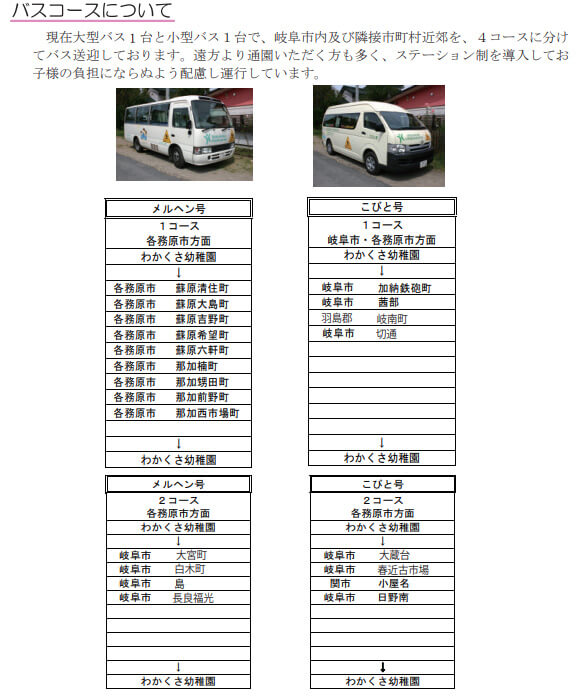 バスコースについて
現在大型バス1台と小型バス1台で、岐阜市内及び隣接市町村近郊を、4コースに分け
てバス送迎しております。遠方より通園いただく方も多く、ステーション制を導入してお
子様の負担にならぬよう配慮し運行しています。
メルヘン号
1コース
各務原市方面
わかくさ幼稚園
↓
各務原市 蘇原清住町
各務原市 蘇原大島町
各務原市 蘇原吉野町
各務原市 蘇原希望町
各務原市 蘇原六軒町
各務原市 那加楠町
各務原市 那加甥田町
各務原市 那加前野町
各務原市 那加西市場町
↓
わかくさ幼稚園
こびと号
1コース
岐阜市・各務原市方面
わかくさ幼稚園
↓
岐阜市 加納鉄砲町
岐阜市 茜部
羽島郡 岐南町
岐阜市 切通
↓
わかくさ幼稚園
メルヘン号
2コース
各務原市方面
わかくさ幼稚園
↓
岐阜市 大宮町
岐阜市 白木町
岐阜市 島
岐阜市 長良福光
↓
わかくさ幼稚園
こびと号
2コース
各務原市方面
わかくさ幼稚園
↓
岐阜市 大蔵台
岐阜市 春近古市場
関市 小屋名
岐阜市 日野南
↓
わかくさ幼稚園